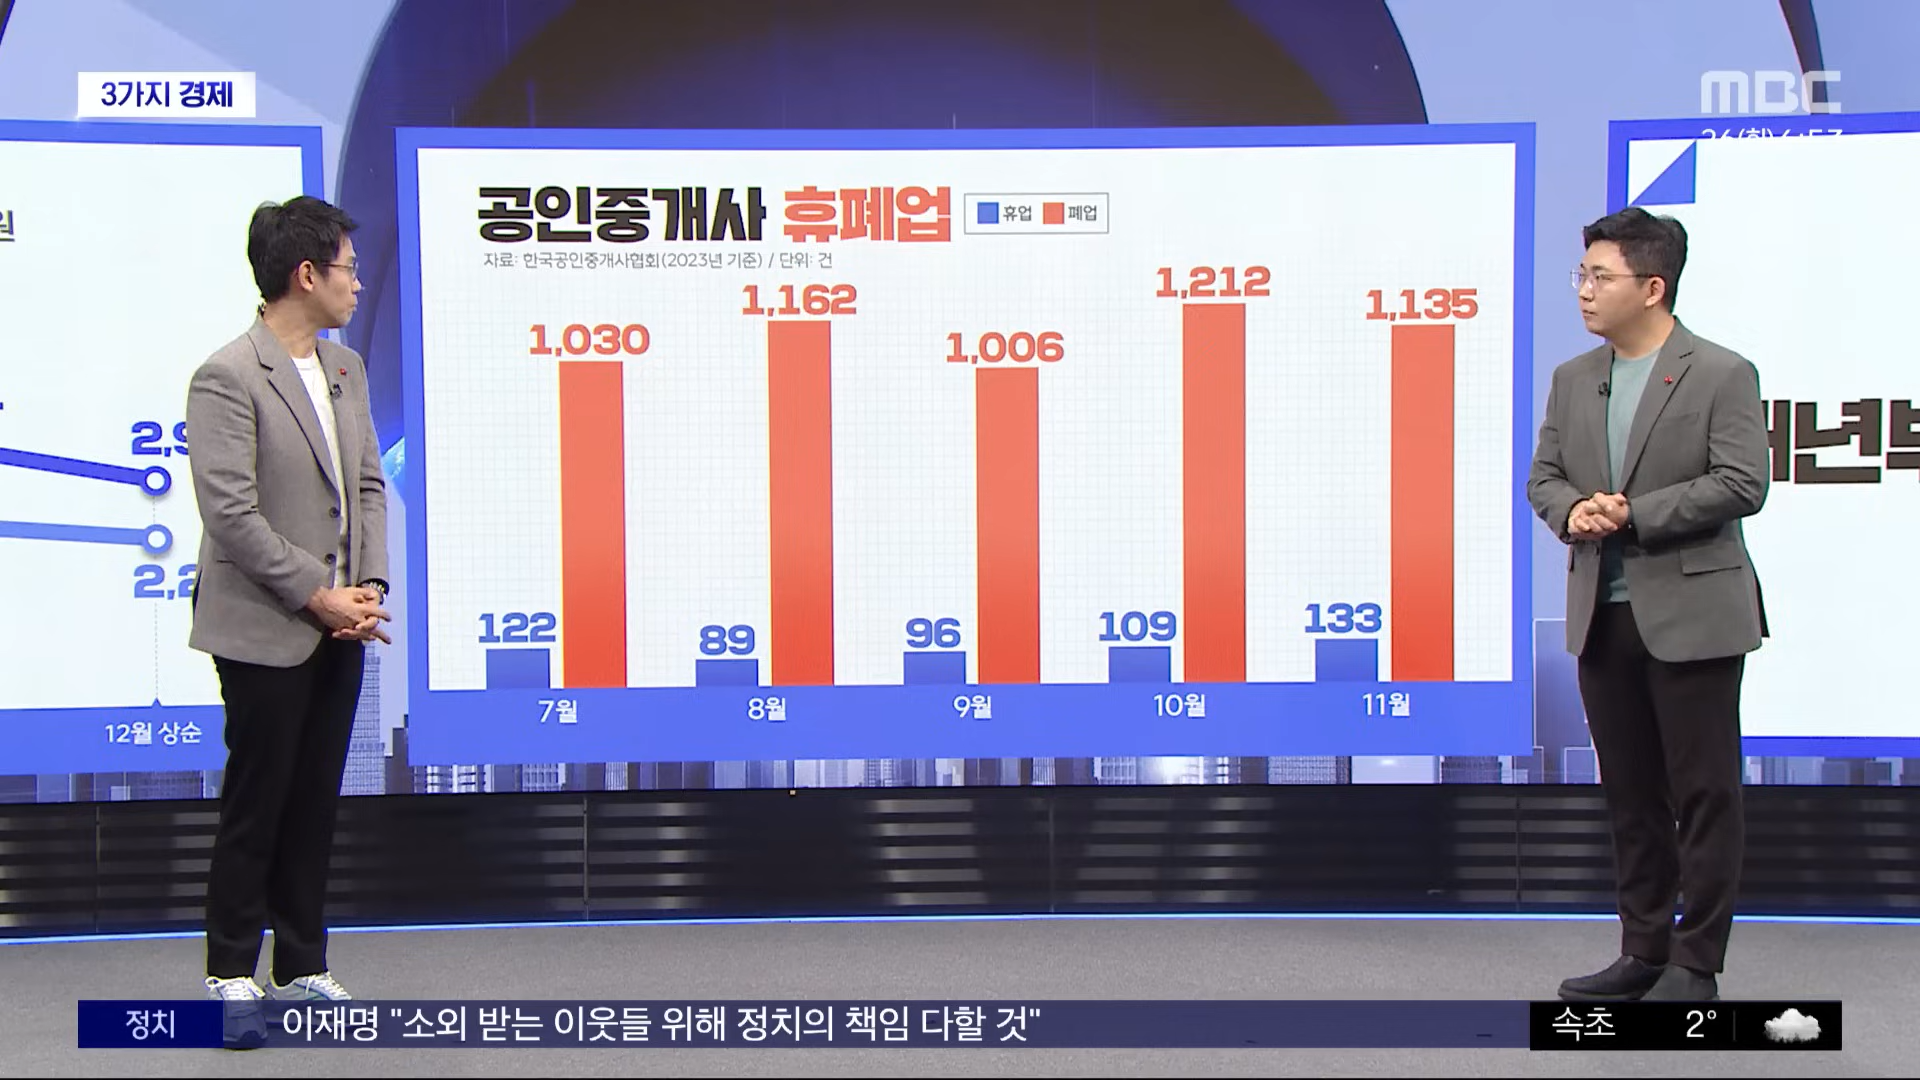 3가지 경제
MBC
원
공인중개사 휴폐업
휴업 폐업
자료: 한국공인중개사협회(2023년 기준) / 단위: 건
1,030
1,162
1,006
1,212
1,135
122
89
96
109
133
7월
8월
9월
10월
11월
12월 상순
정치
이재명 "소외 받는 이웃들 위해 정치의 책임 다할 것"
속초 2°